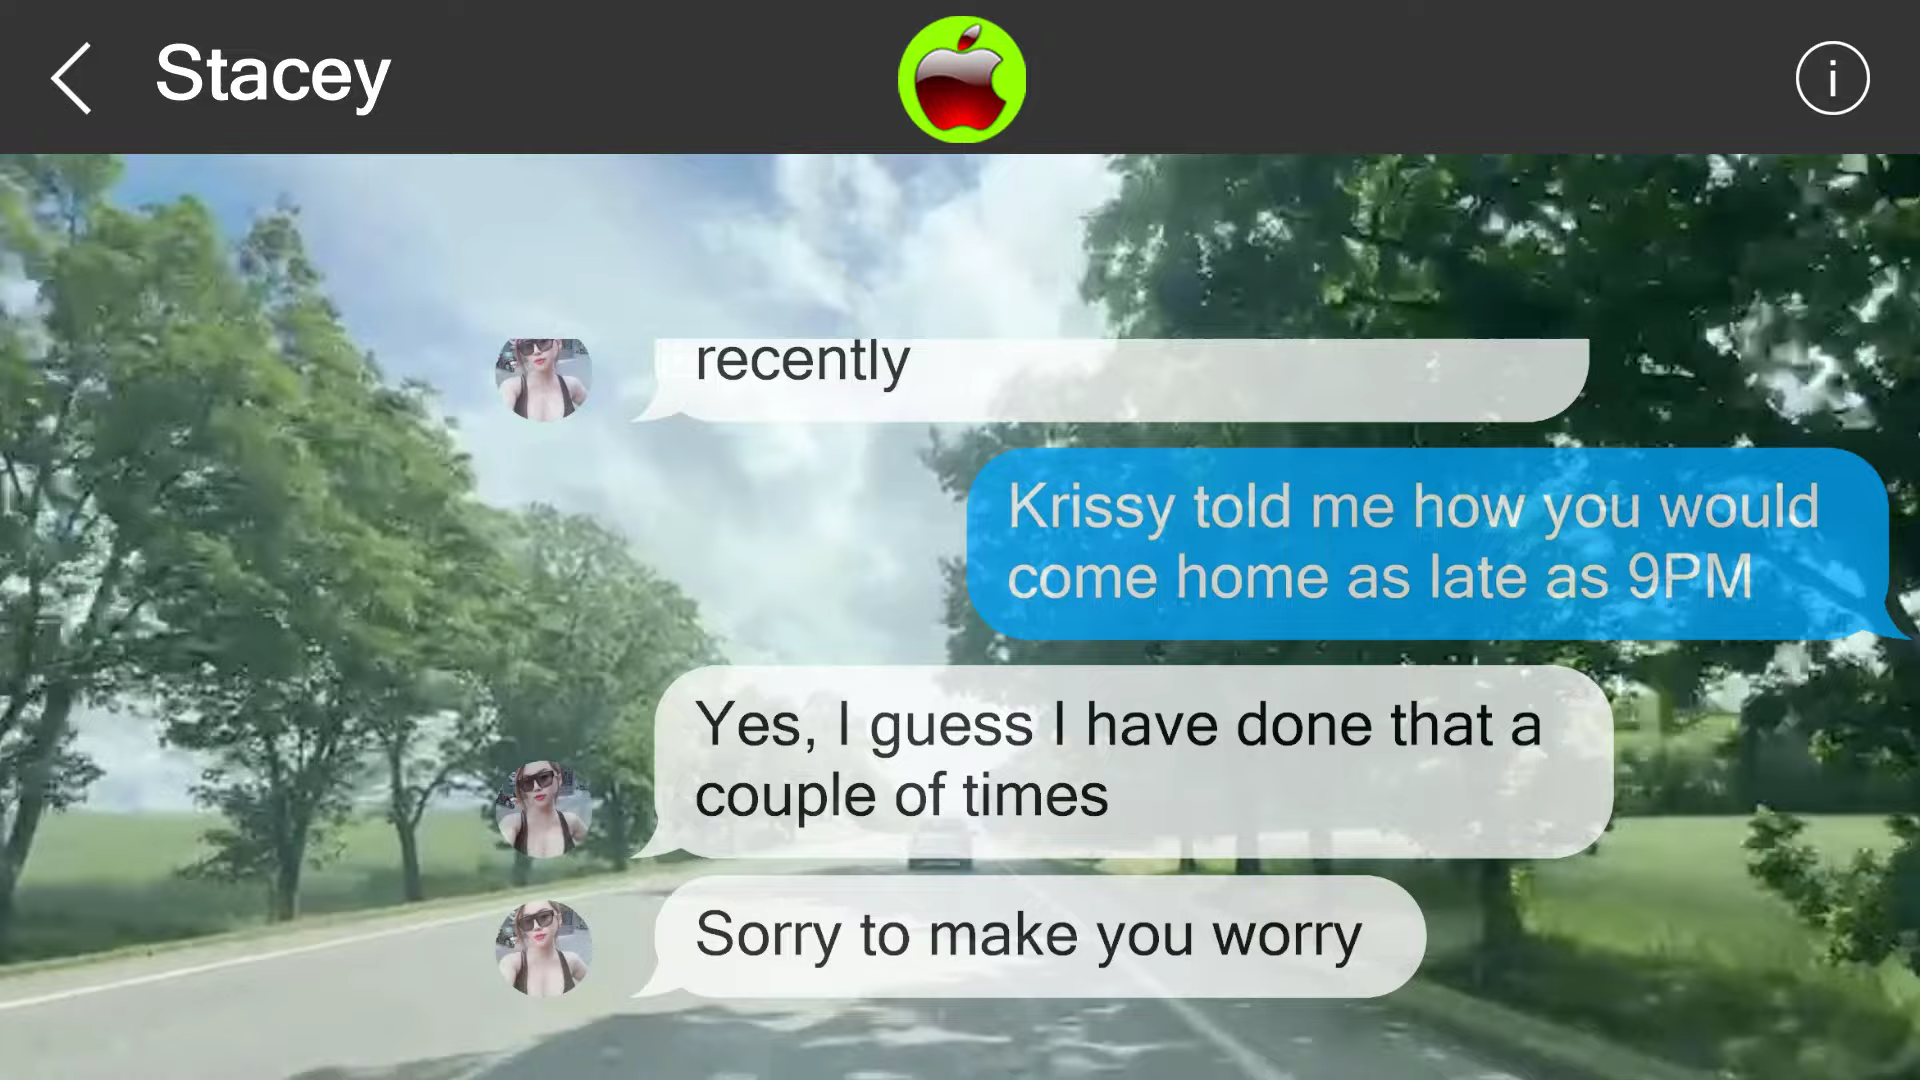 Stacey
i
recently
Krissy told me how you would
come home as late as 9PM
Yes, I guess I have done that a
couple of times
Sorry to make you worry